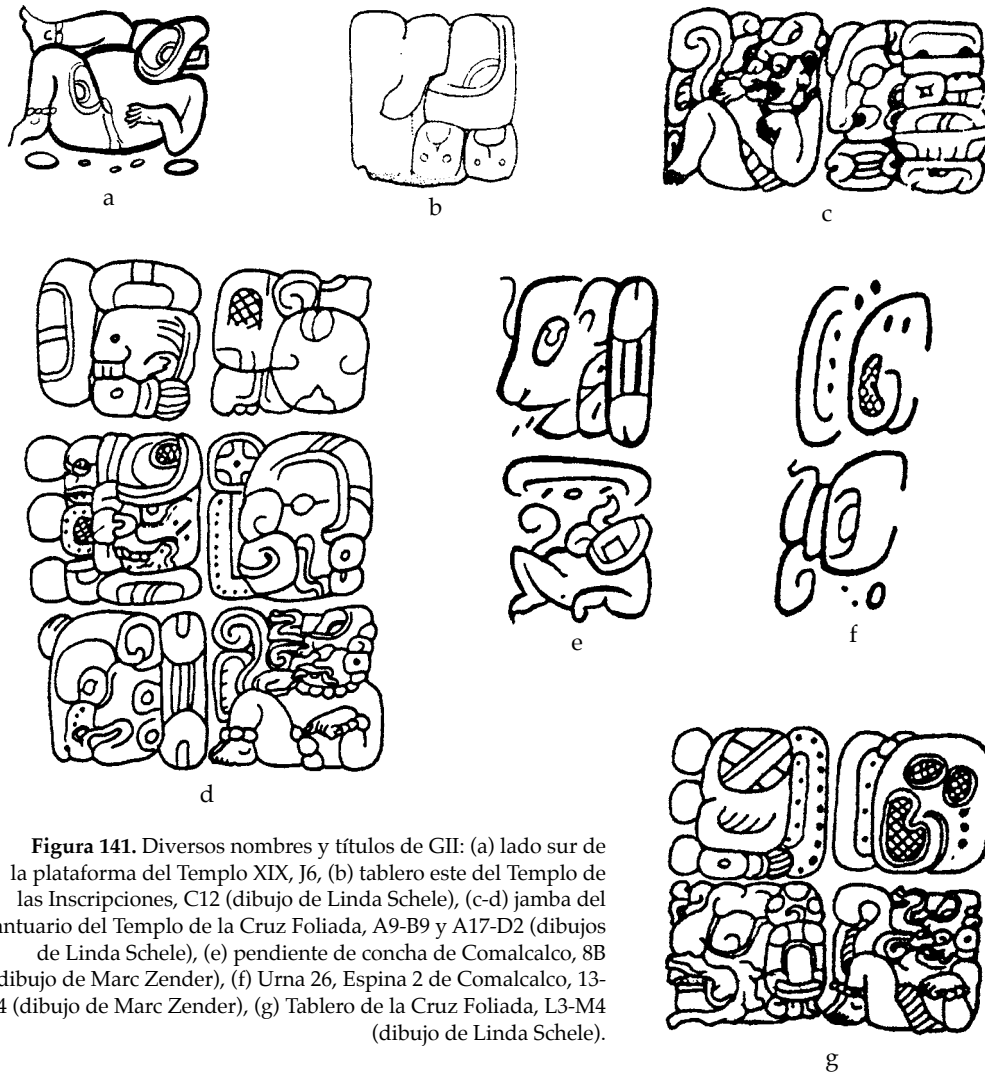 a
b
c
d
e
f
g
Figura 141. Diversos nombres y títulos de GII: (a) lado sur de
la plataforma del Templo XIX, J6, (b) tablero este del Templo de
las Inscripciones, C12 (dibujo de Linda Schele), (c-d) jamba del
antuario del Templo de la Cruz Foliada, A9-B9 y A17-D2 (dibujos
de Linda Schele), (e) pendiente de concha de Comalcalco, 8B
dibujo de Marc Zender), (f) Urna 26, Espina 2 de Comalcalco, 13-
4 (dibujo de Marc Zender), (g) Tablero de la Cruz Foliada, L3-M4
(dibujo de Linda Schele).